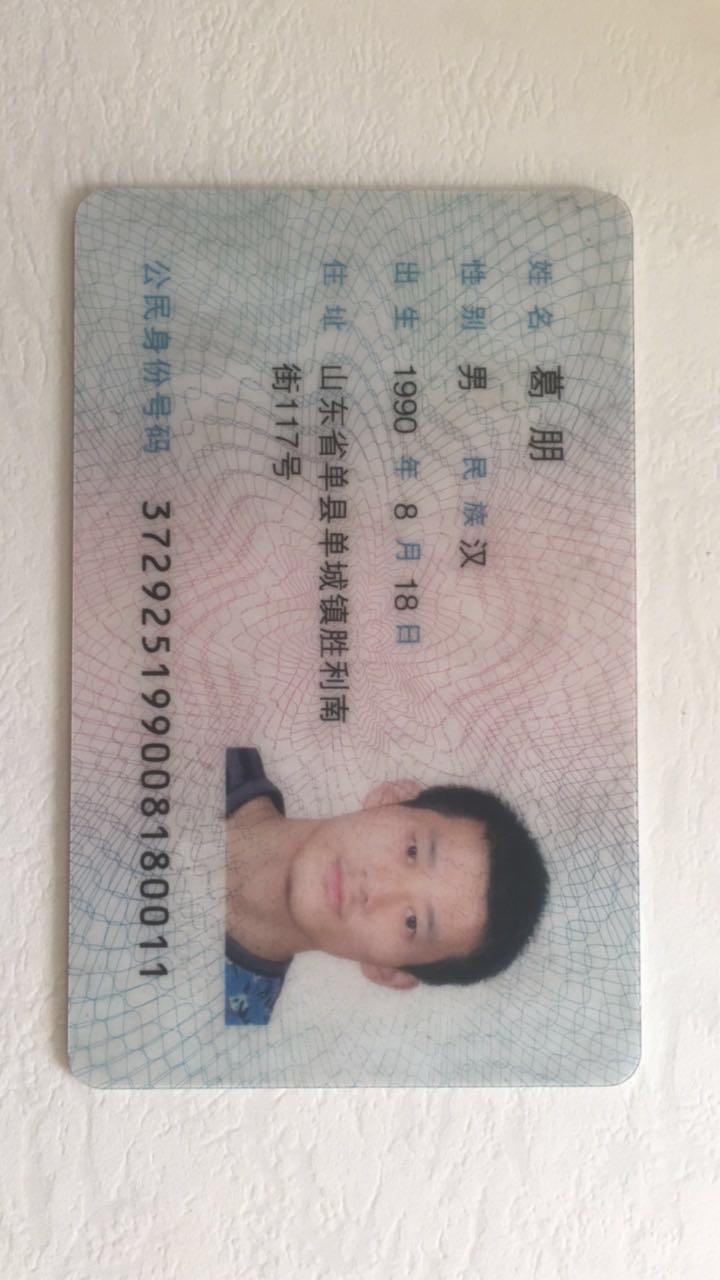 姓名 葛朋
性别 男 民族 汉
出生 1990 年 8 月 18 日
住址 山东省单县单城镇胜利南
街117号
公民身份号码 372925199008180011